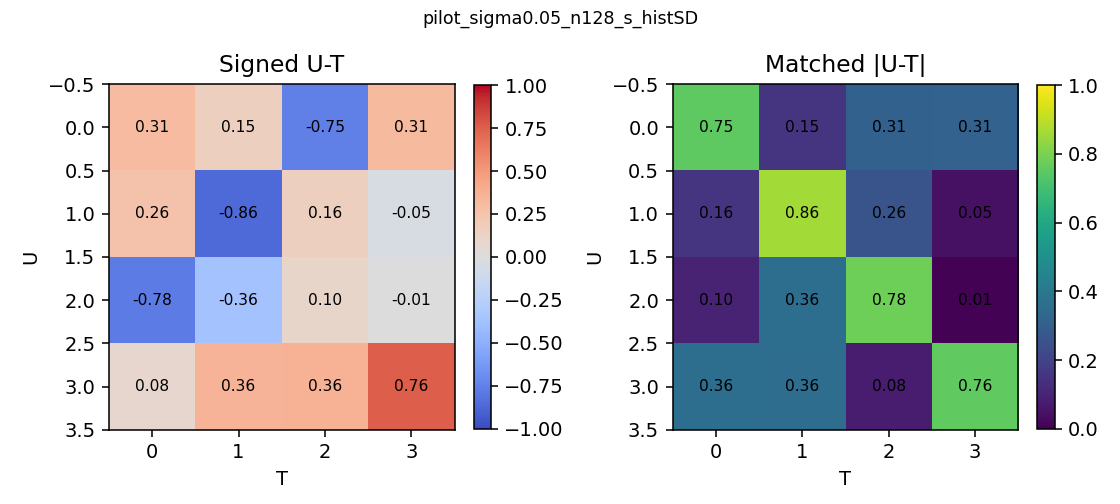 pilot_sigma0.05_n128_s_histSD
Signed U-T
−0.5
0.0
0.5
1.0
1.5
2.0
2.5
3.0
3.5
U
0.31 0.15 -0.75 0.31
0.26 -0.86 0.16 -0.05
-0.78 -0.36 0.10 -0.01
0.08 0.36 0.36 0.76
0 1 2 3
T
1.00
0.75
0.50
0.25
0.00
−0.25
−0.50
−0.75
−1.00
Matched |U-T|
−0.5
0.0
0.5
1.0
1.5
2.0
2.5
3.0
3.5
U
0.75 0.15 0.31 0.31
0.16 0.86 0.26 0.05
0.10 0.36 0.78 0.01
0.36 0.36 0.08 0.76
0 1 2 3
T
1.0
0.8
0.6
0.4
0.2
0.0